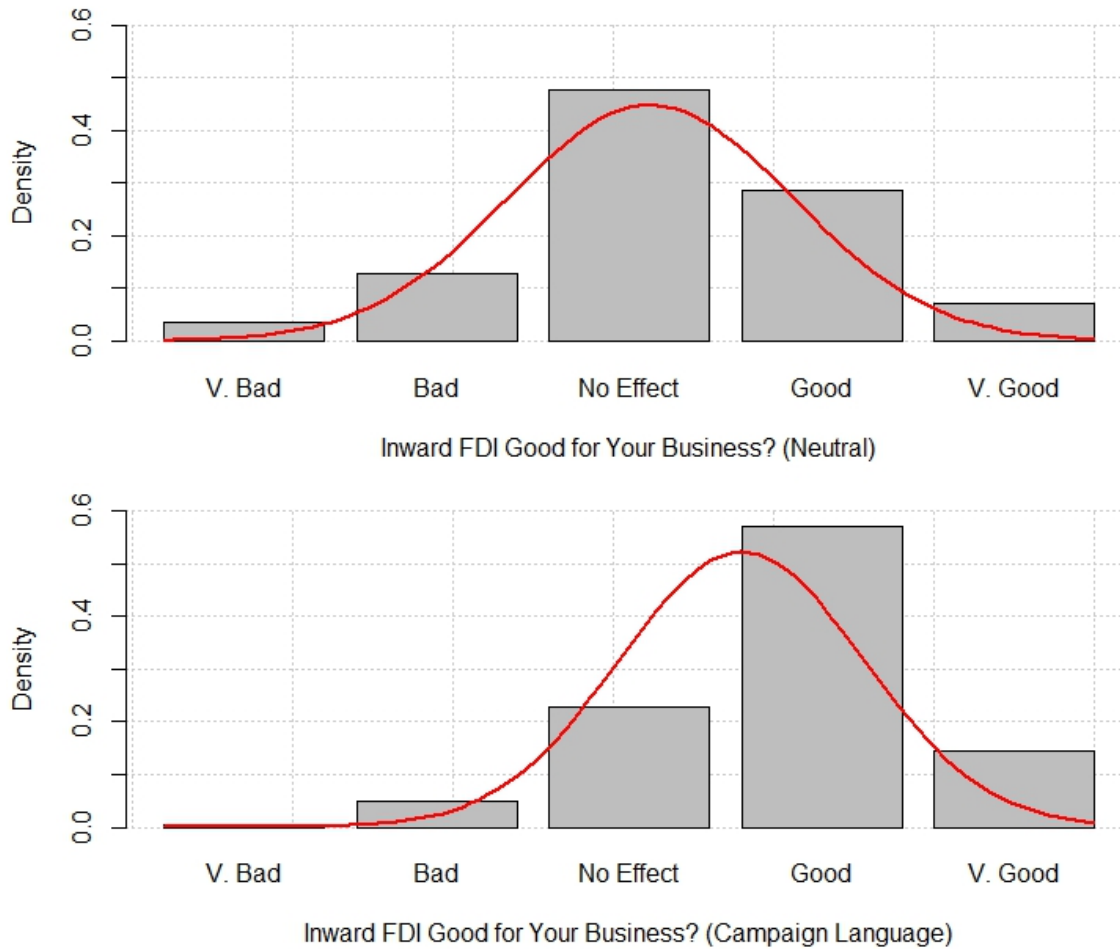 0.6
0.4
0.2
0.0
Density
V. Bad Bad No Effect Good V. Good
Inward FDI Good for Your Business? (Neutral)
0.6
0.4
0.2
0.0
Density
V. Bad Bad No Effect Good V. Good
Inward FDI Good for Your Business? (Campaign Language)